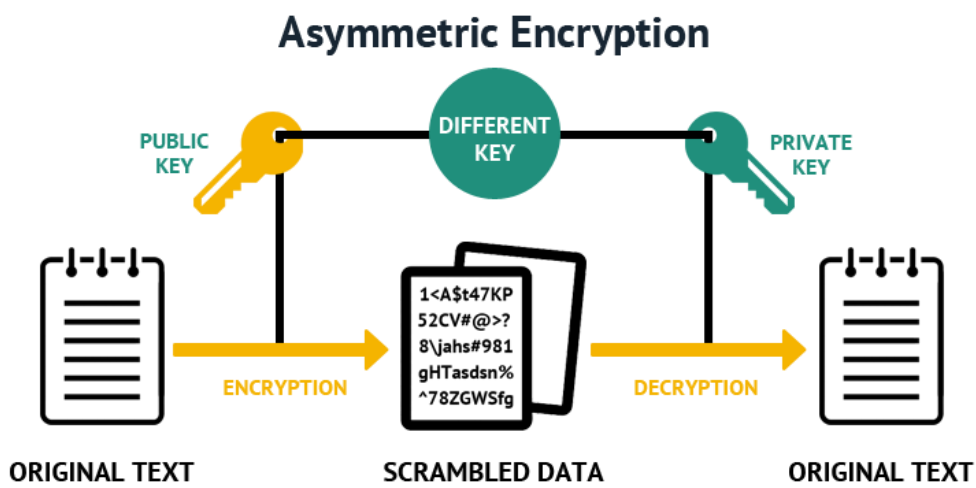 Asymmetric Encryption
PUBLIC
KEY
DIFFERENT
KEY
PRIVATE
KEY
1<A$t47KP
52CV#@>?
8\jahs#981
gHTasdsn%
^78ZGWSfg
ENCRYPTION
DECRYPTION
ORIGINAL TEXT
SCRAMBLED DATA
ORIGINAL TEXT